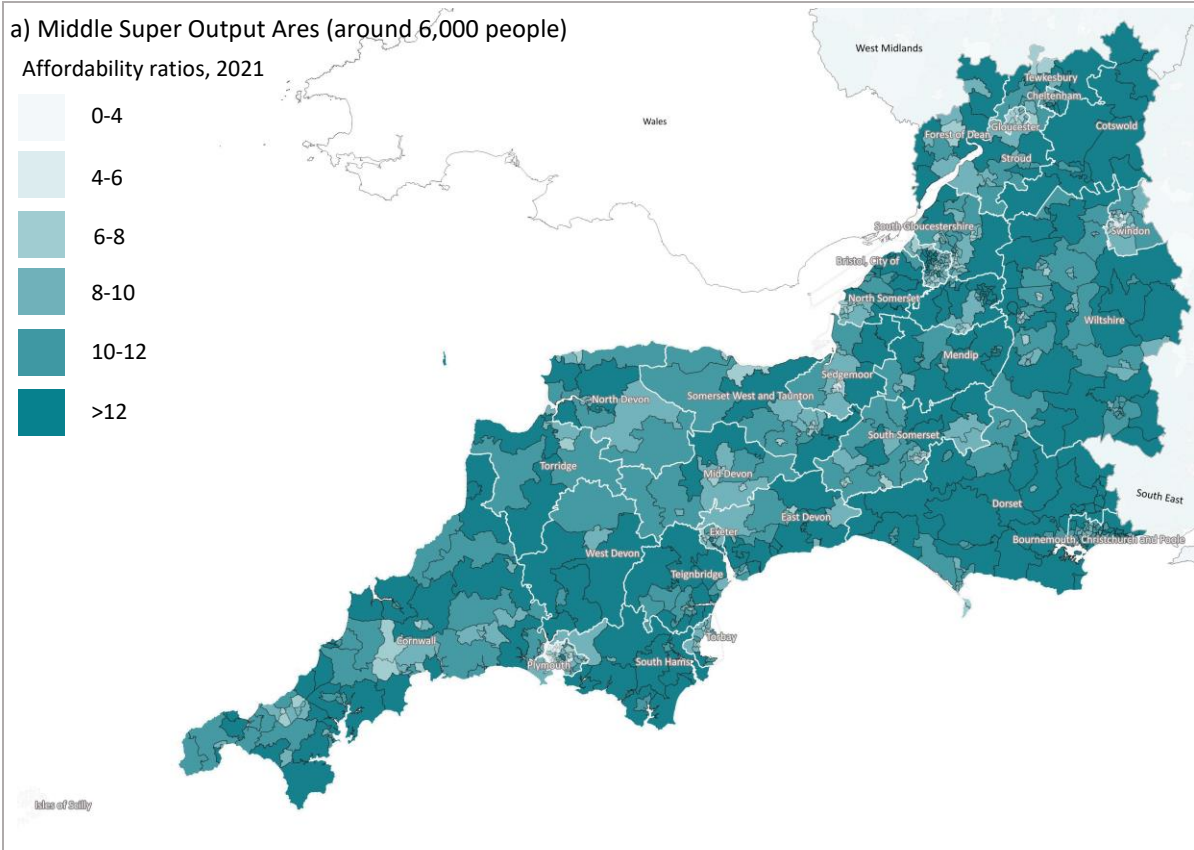 a) Middle Super Output Ares (around 6,000 people)
Affordability ratios, 2021
0-4
4-6
6-8
8-10
10-12
>12
West Midlands
Wales
South East
Tewkesbury
Cheltenham
Gloucester
Forest of Dean
Cotswold
Stroud
South Gloucestershire
Swindon
Bristol, City of
North Somerset
Wiltshire
Mendip
Sedgemoor
North Devon
Somerset West and Taunton
South Somerset
Torridge
Mid Devon
Dorset
East Devon
Exeter
Bournemouth, Christchurch and Poole
West Devon
Teignbridge
Torbay
Cornwall
Plymouth
South Hams
Isles of Scilly